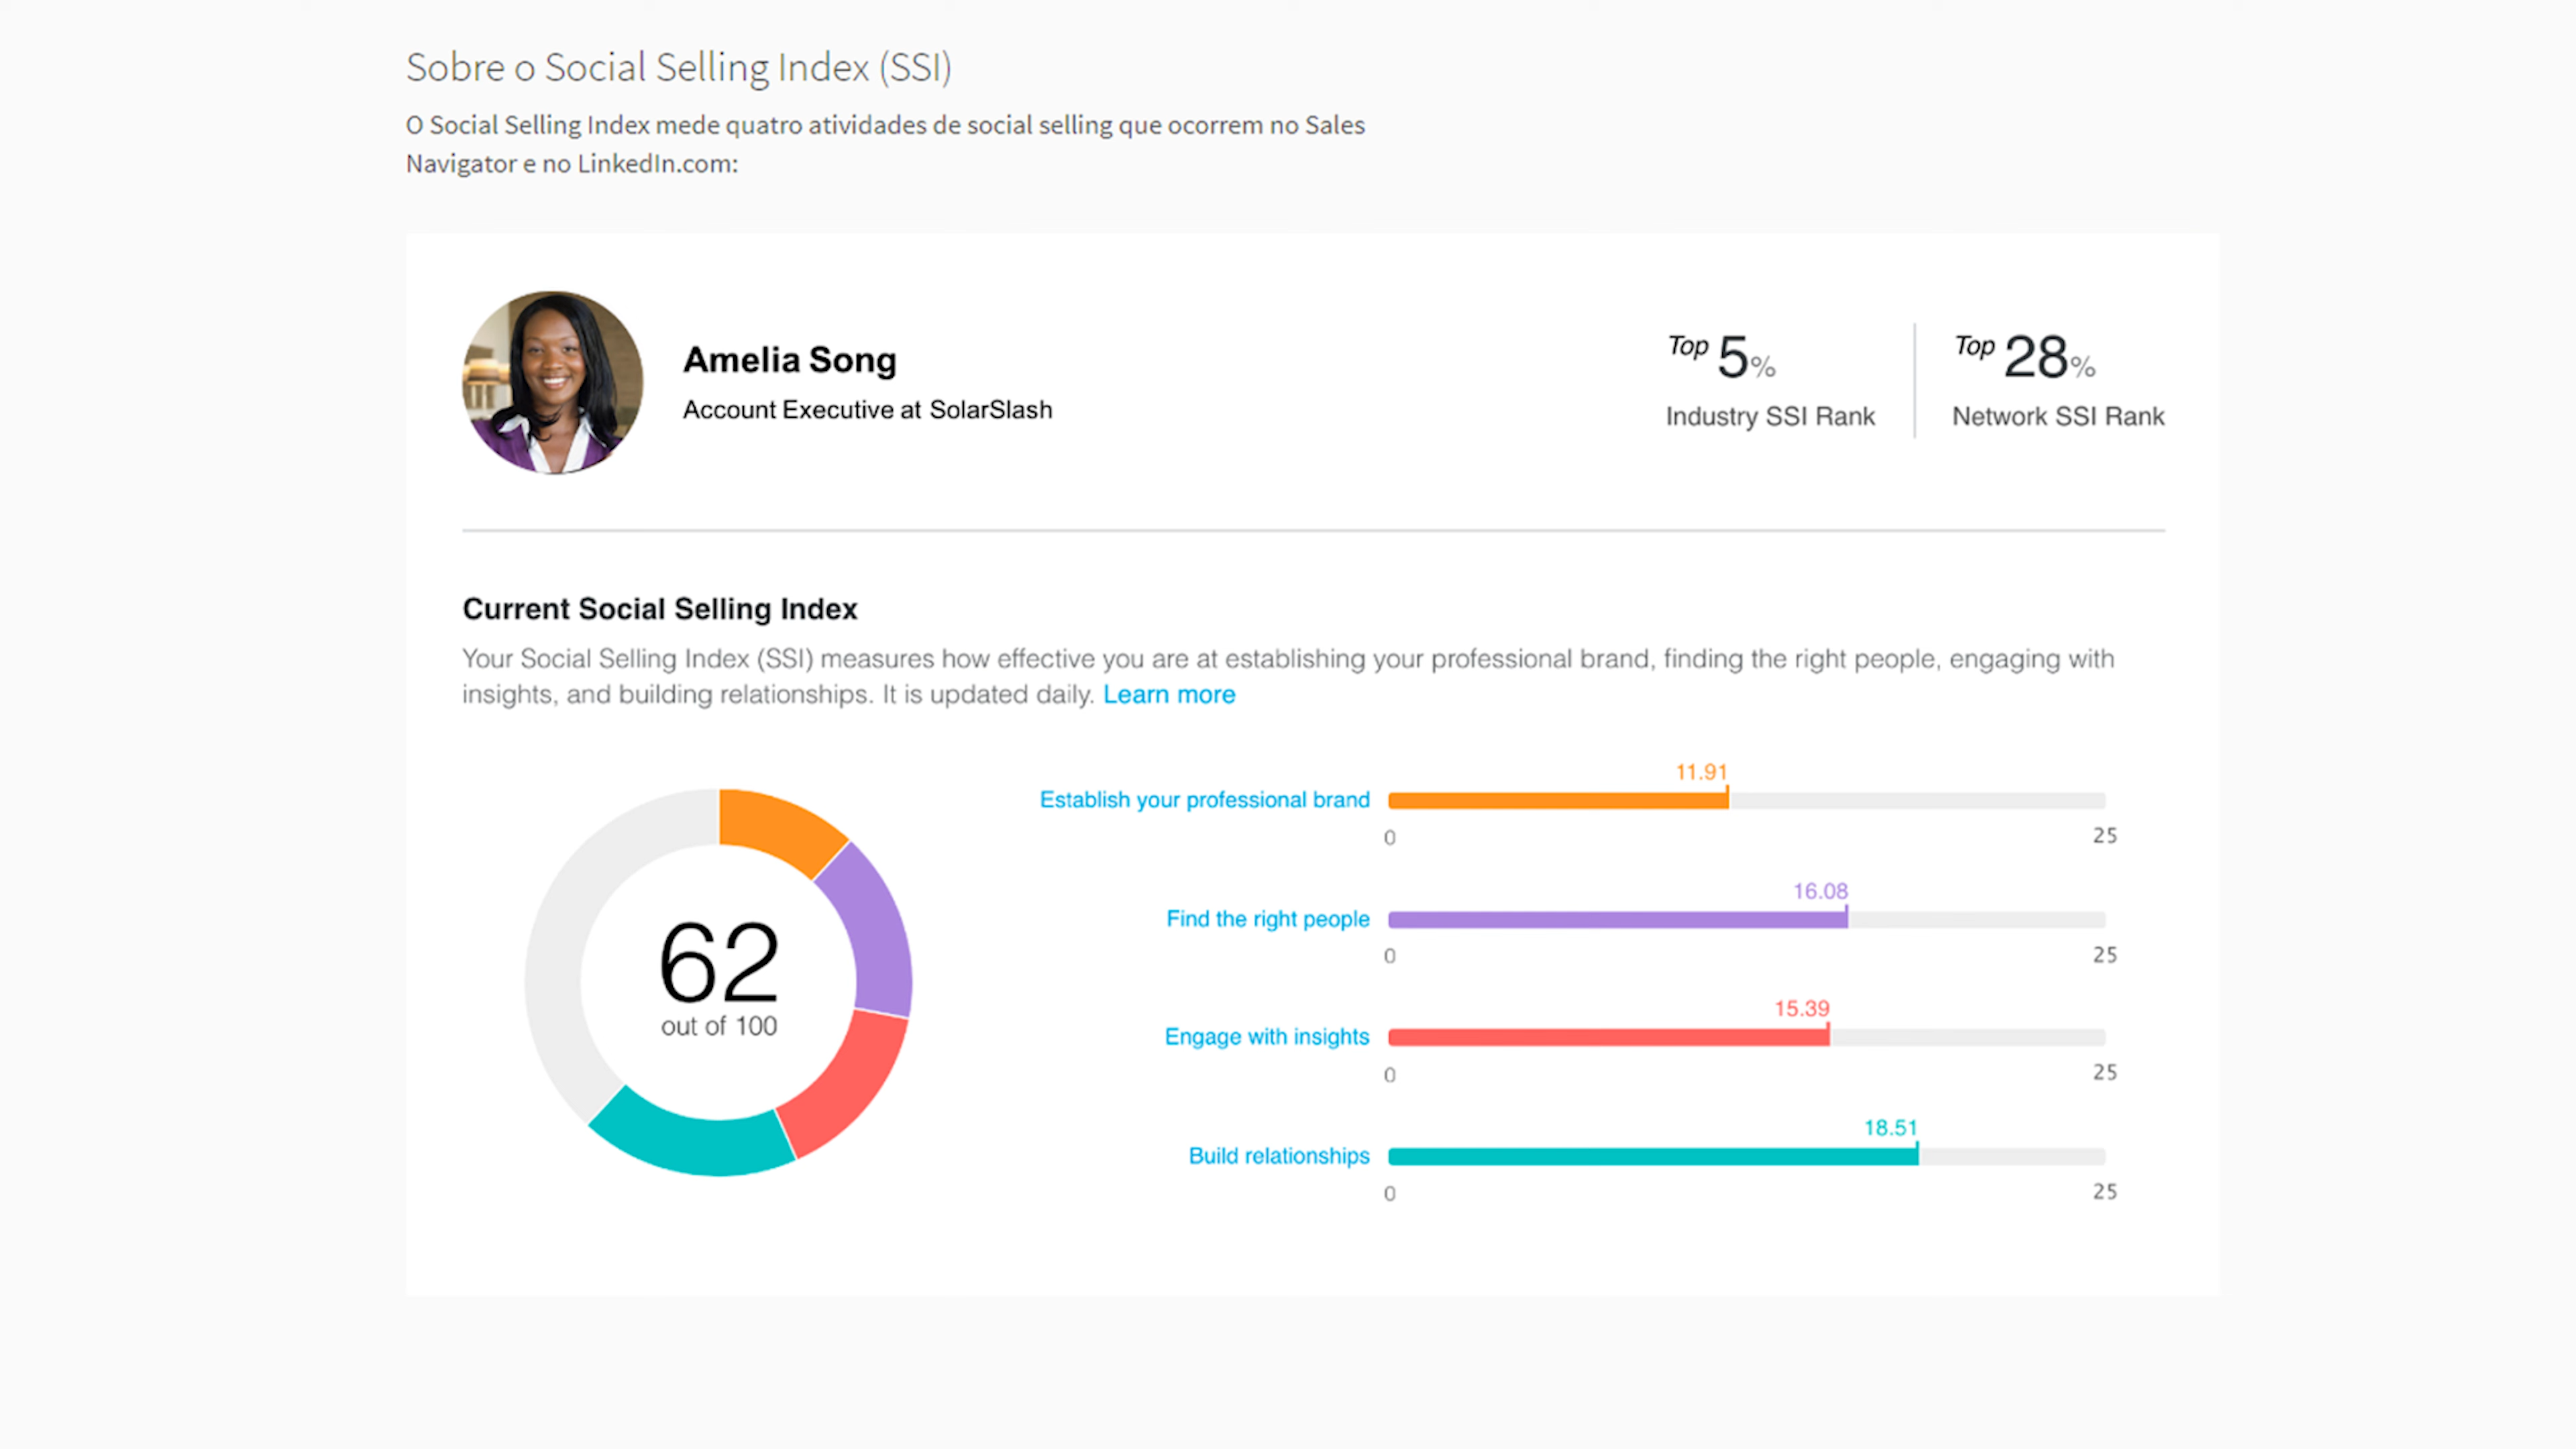 Sobre o Social Selling Index (SSI)
O Social Selling Index mede quatro atividades de social selling que ocorrem no Sales
Navigator e no LinkedIn.com:
Amelia Song
Account Executive at SolarSlash
Top 5%
Industry SSI Rank
Top 28%
Network SSI Rank
Current Social Selling Index
Your Social Selling Index (SSI) measures how effective you are at establishing your professional brand, finding the right people, engaging with
insights, and building relationships. It is updated daily. Learn more
62
out of 100
11.91
Establish your professional brand
0
25
16.08
Find the right people
0
25
15.39
Engage with insights
0
25
18.51
Build relationships
0
25